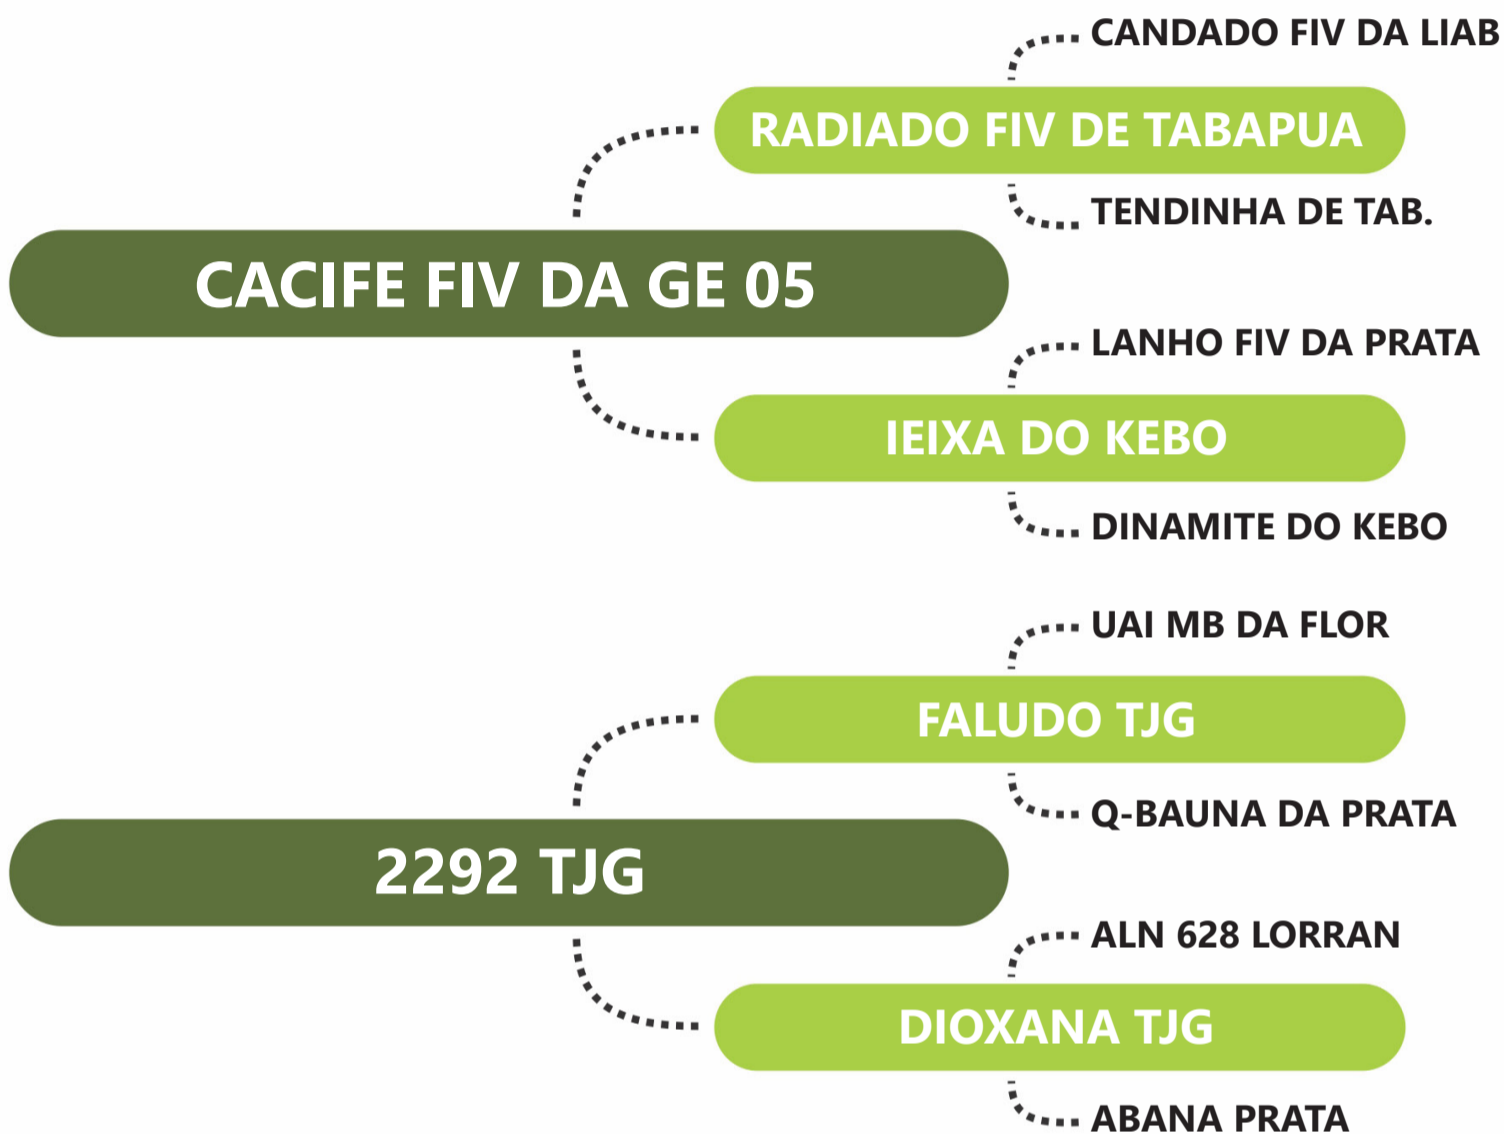 CANDADO FIV DA LIAB
RADIADO FIV DE TABAPUA
TENDINHA DE TAB.
CACIFE FIV DA GE 05
LANHO FIV DA PRATA
IEIXA DO KEBO
DINAMITE DO KEBO
UAI MB DA FLOR
FALUDO TJG
Q-BAUNA DA PRATA
2292 TJG
ALN 628 LORRAN
DIOXANA TJG
ABANA PRATA